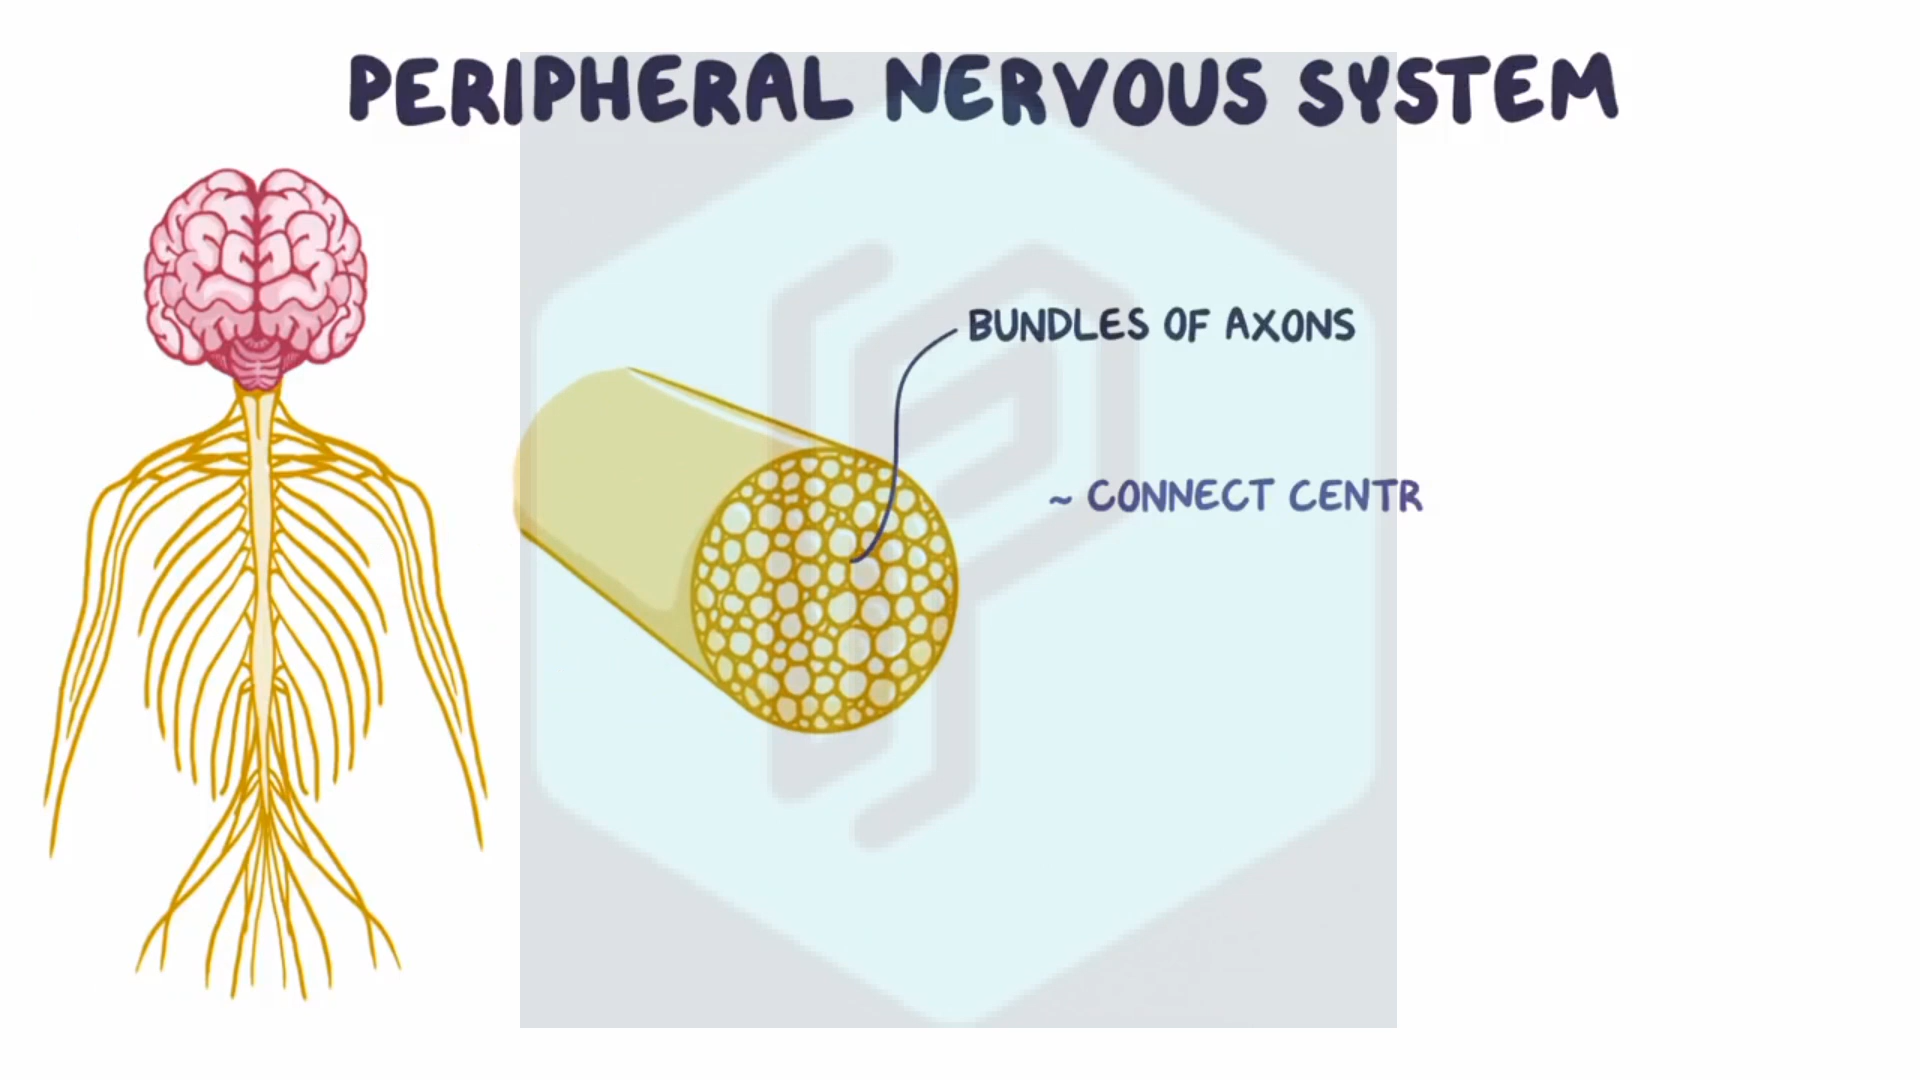 PERIPHERAL NERVOUS SYSTEM
BUNDLES OF AXONS
~ CONNECT CENTR